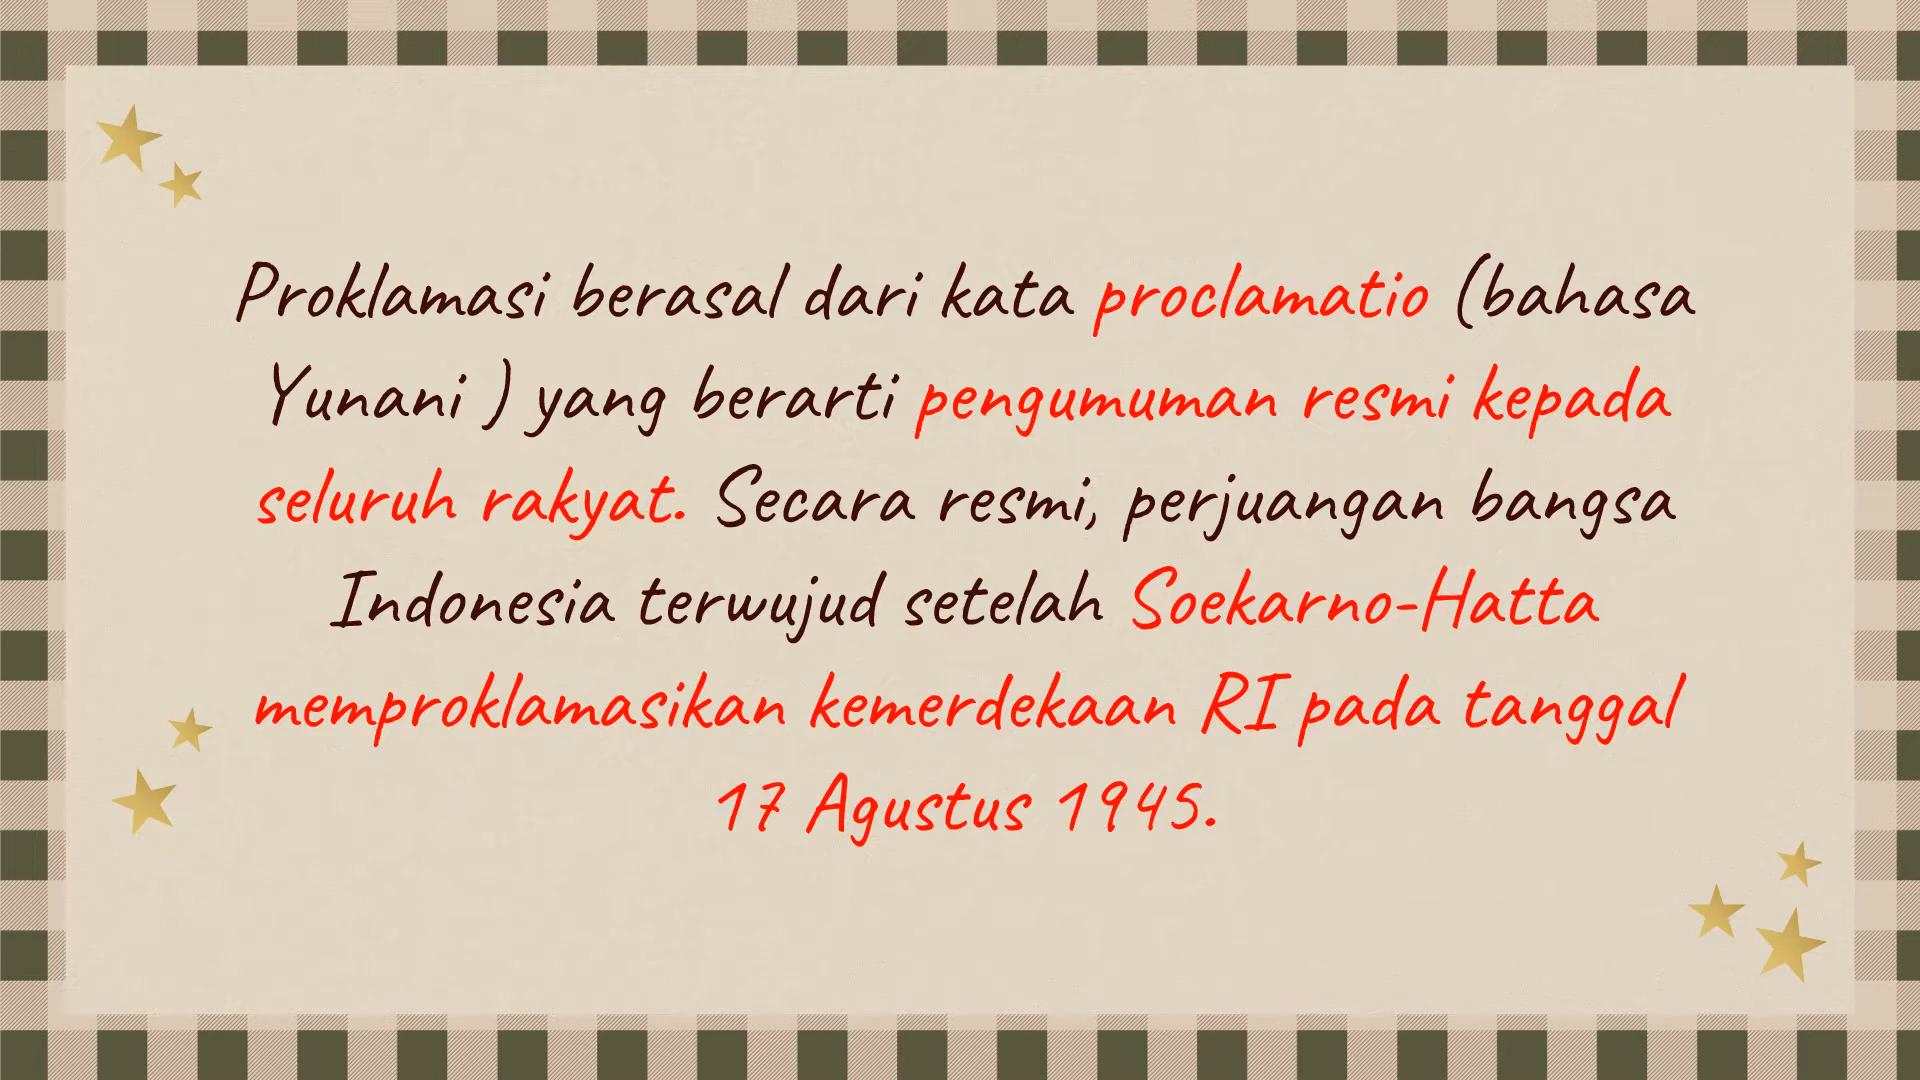 Proklamasi berasal dari kata proclamatio (bahasa
Yunani ) yang berarti pengumuman resmi kepada
seluruh rakyat. Secara resmi, perjuangan bangsa
Indonesia terwujud setelah Soekarno-Hatta
memproklamasikan kemerdekaan RI pada tanggal
17 Agustus 1945.